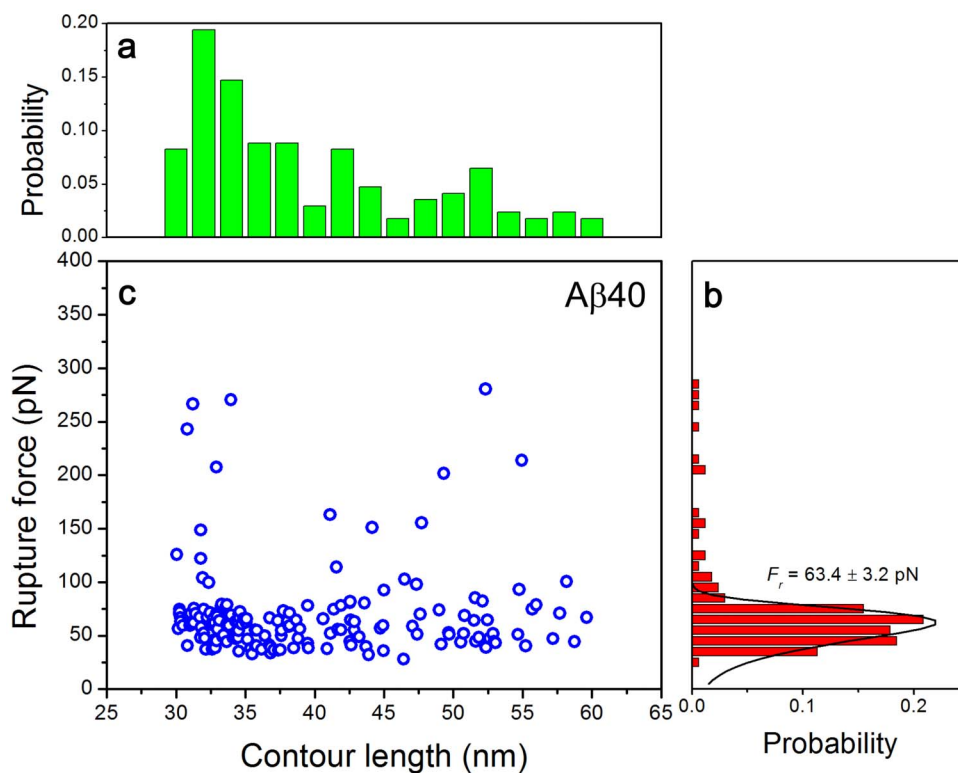 a
0.20
0.15
0.10
0.05
0.00
Probability
c
Aβ40
400
350
300
250
200
150
100
50
0
Rupture force (pN)
25 30 35 40 45 50 55 60 65
Contour length (nm)
b
F r = 63.4 ± 3.2 pN
0.0 0.1 0.2
Probability